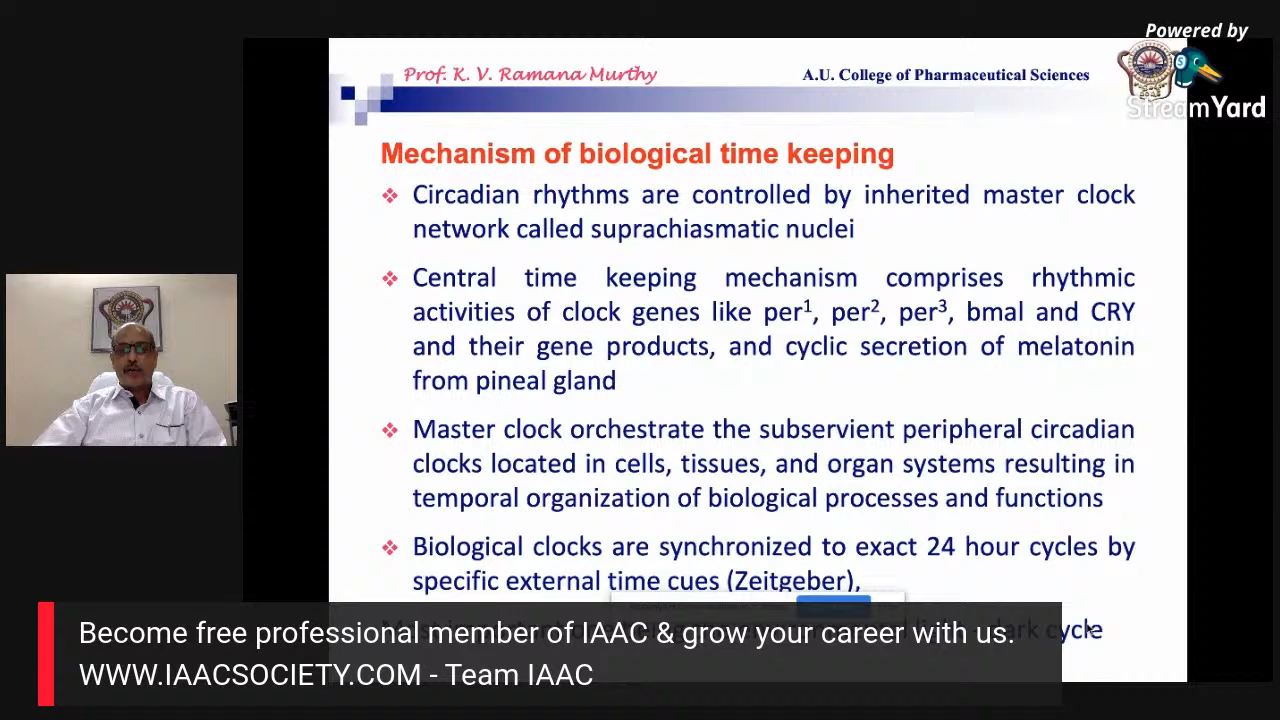 Powered by
StreamYard
Prof. K. V. Ramana Murthy
A.U. College of Pharmaceutical Sciences
Mechanism of biological time keeping
Circadian rhythms are controlled by inherited master clock
network called suprachiasmatic nuclei
Central time keeping mechanism comprises rhythmic
activities of clock genes like per¹, per², per³, bmal and CRY
and their gene products, and cyclic secretion of melatonin
from pineal gland
Master clock orchestrate the subservient peripheral circadian
clocks located in cells, tissues, and organ systems resulting in
temporal organization of biological processes and functions
Biological clocks are synchronized to exact 24 hour cycles by
specific external time cues (Zeitgeber),
dark cycle
Become free professional member of IAAC & grow your career with us.
WWW.IAACSOCIETY.COM - Team IAAC